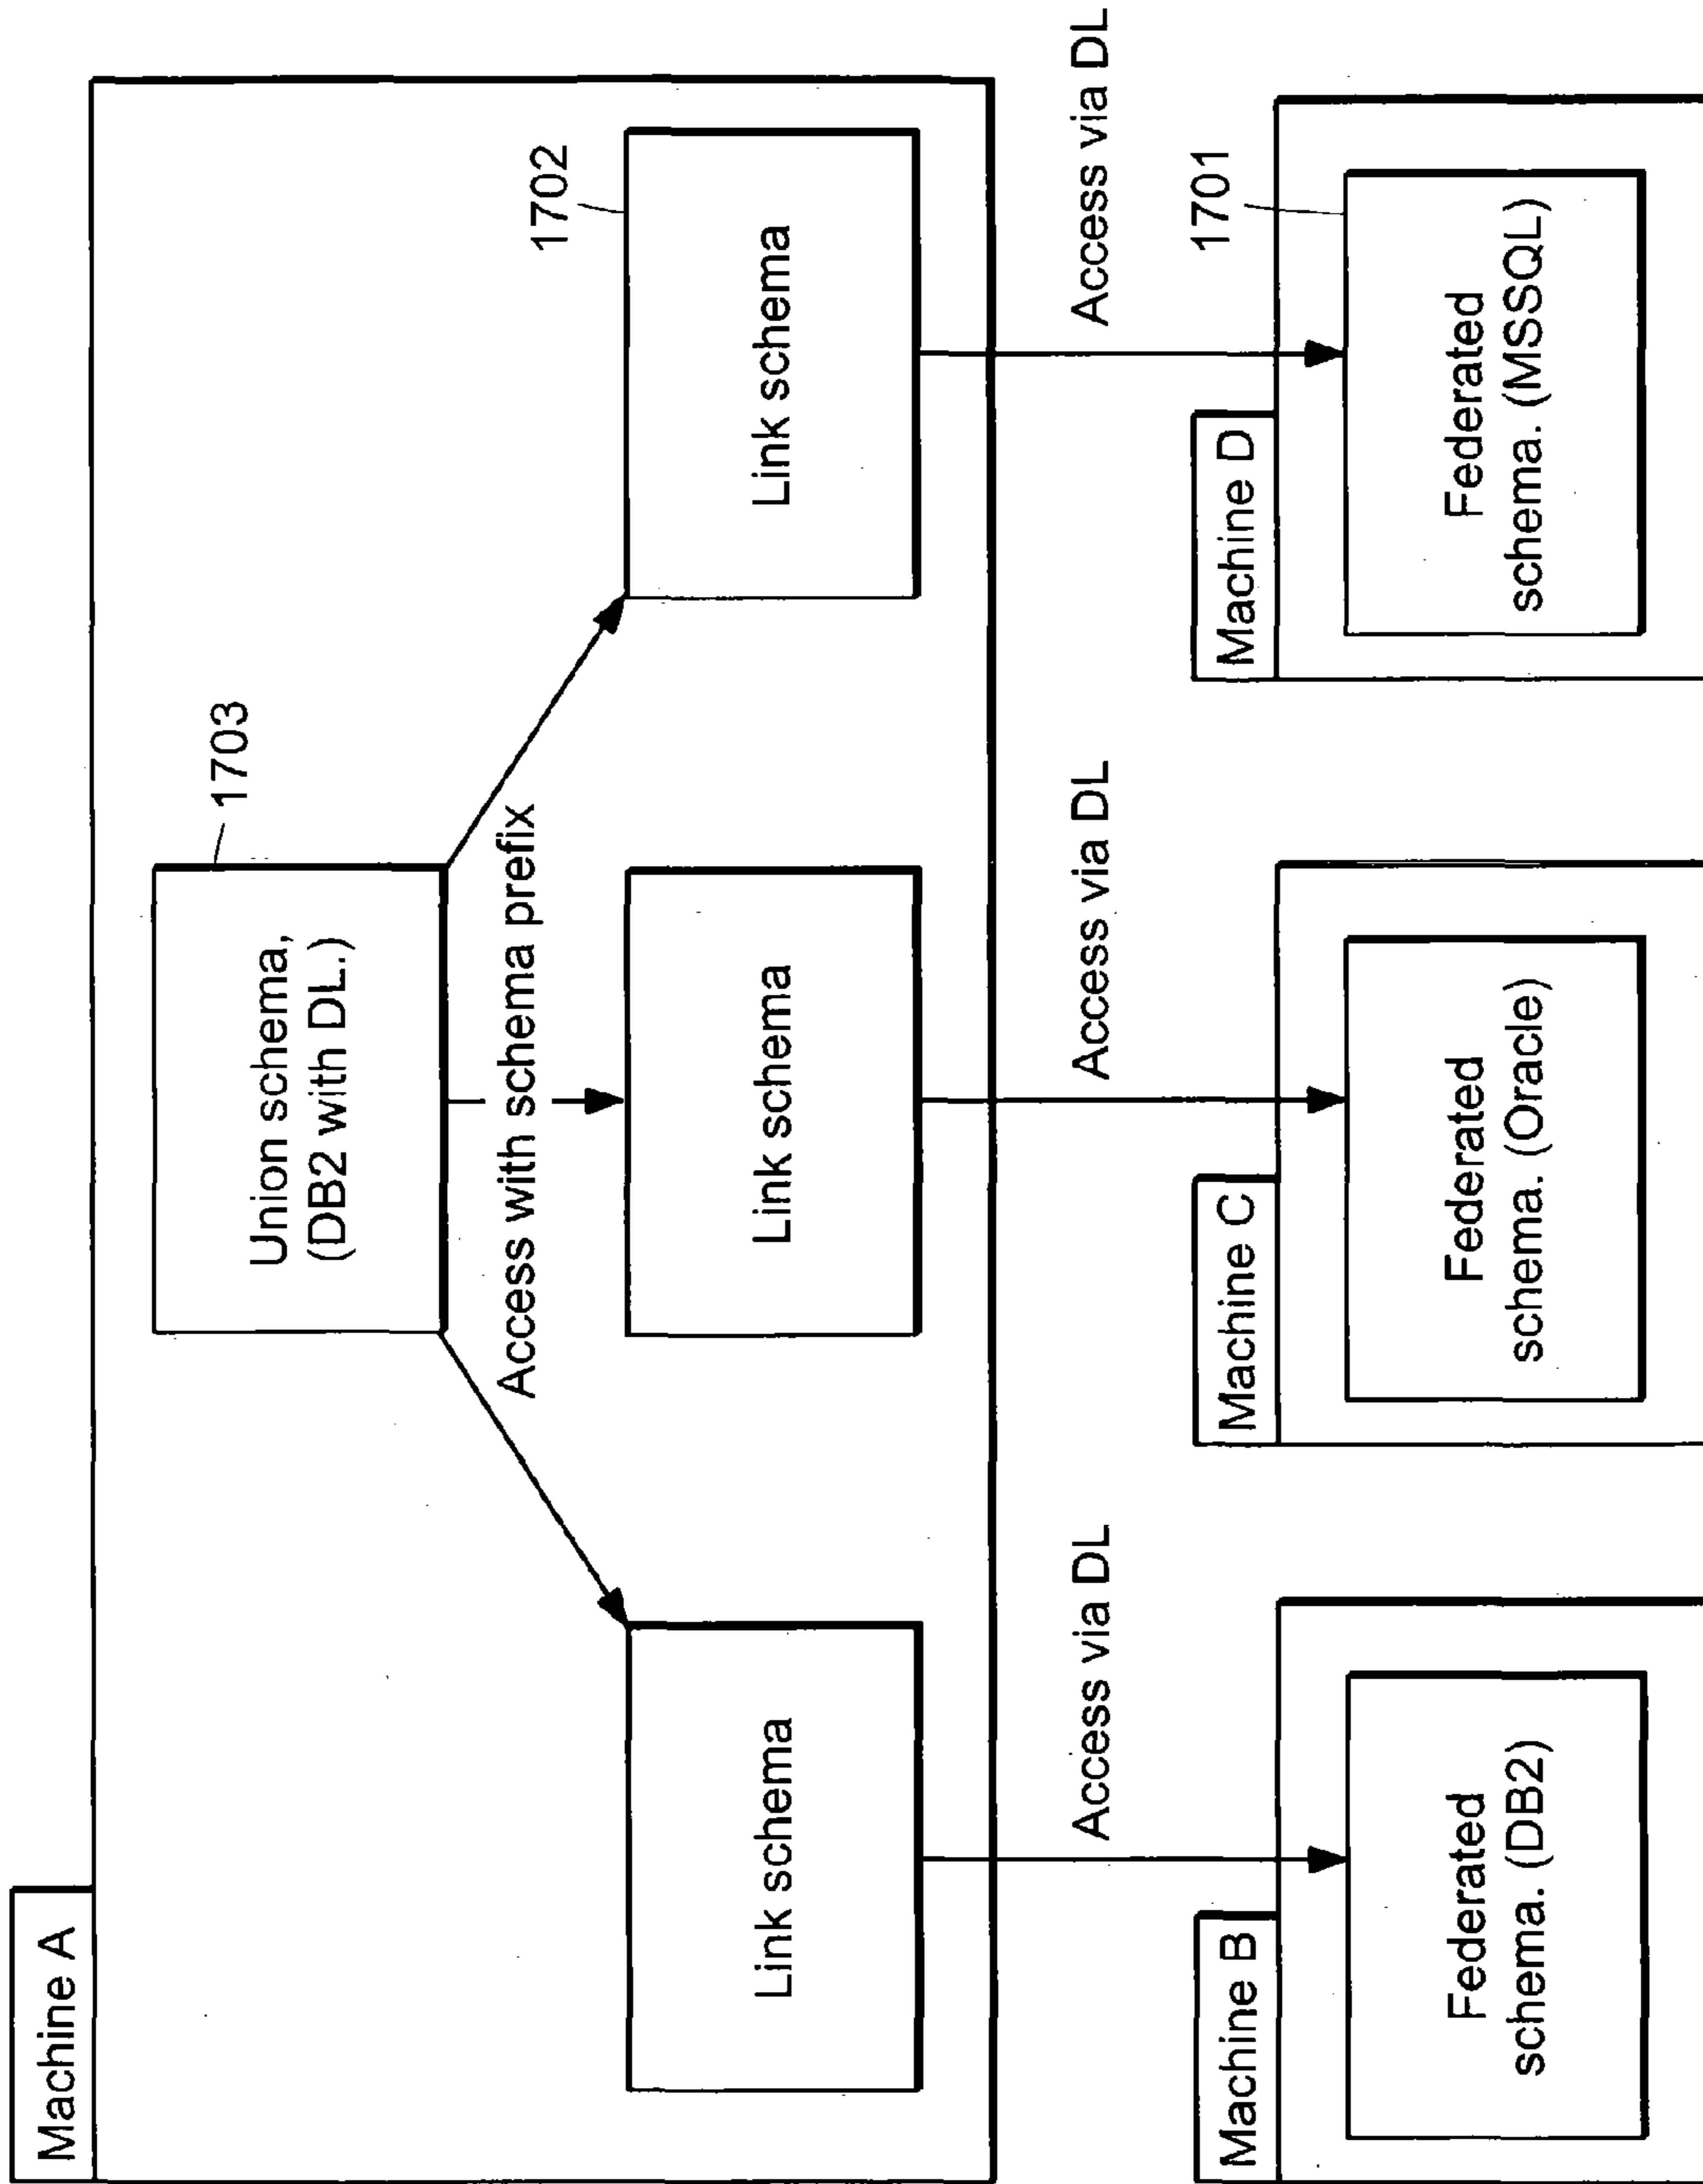 Machine A
Union schema,
(DB2 with DL.)
1703
Access with schema prefix
Link schema
Link schema
Link schema
1702
Access via DL
Access via DL
Access via DL
Machine B
Federated
schema. (DB2)
Machine C
Federated
schema. (Oracle)
Machine D
1701
Federated
schema. (MSSQL)